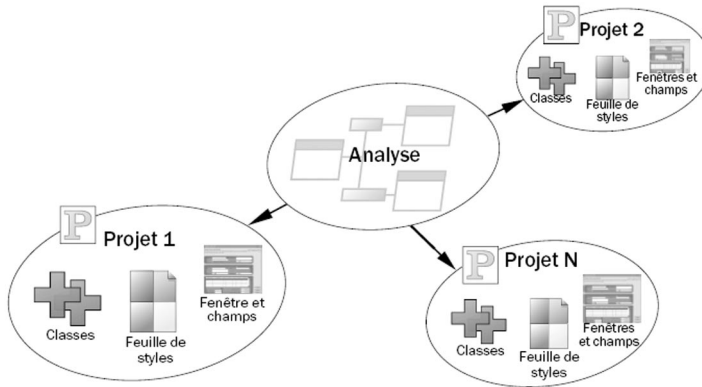 P
Projet 2
Classes
Feuille de
styles
Fenêtres et
champs
Analyse
P
Projet 1
Classes
Feuille de
styles
Fenêtre et
champs
P
Projet N
Classes
Feuille de
styles
Fenêtres
et champs